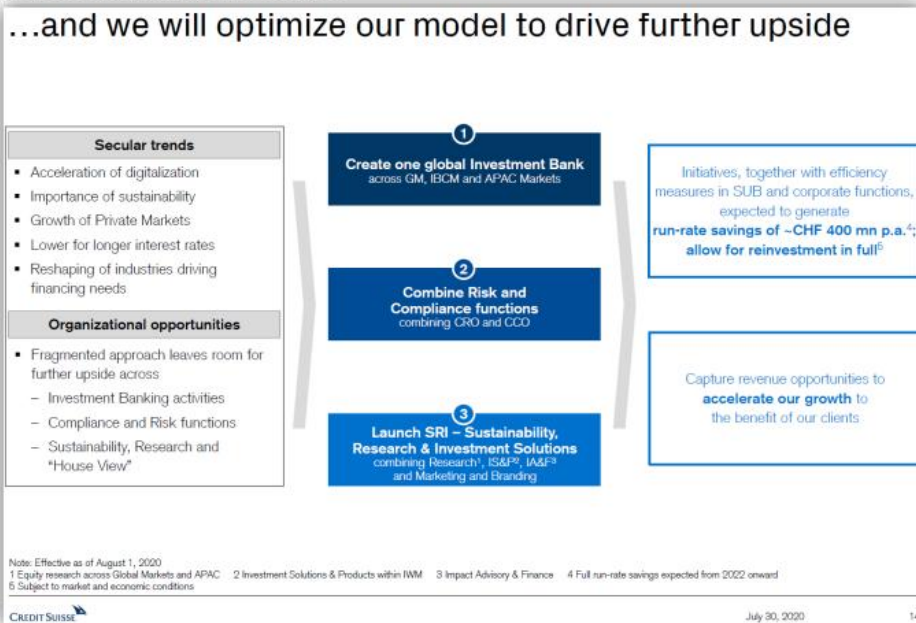 ...and we will optimize our model to drive further upside
Secular trends
▪ Acceleration of digitalization
▪ Importance of sustainability
▪ Growth of Private Markets
▪ Lower for longer interest rates
▪ Reshaping of industries driving
financing needs
Organizational opportunities
▪ Fragmented approach leaves room for
further upside across
– Investment Banking activities
– Compliance and Risk functions
– Sustainability, Research and
"House View"
1
Create one global Investment Bank
across GM, IBCM and APAC Markets
2
Combine Risk and
Compliance functions
combining CRO and CCO
3
Launch SRI – Sustainability,
Research & Investment Solutions
combining Research¹, IS&P², IA&F³
and Marketing and Branding
Initiatives, together with efficiency
measures in SUB and corporate functions,
expected to generate
run-rate savings of ~CHF 400 mn p.a.⁴;
allow for reinvestment in full⁵
Capture revenue opportunities to
accelerate our growth to
the benefit of our clients
Note: Effective as of August 1, 2020
1 Equity research across Global Markets and APAC 2 Investment Solutions & Products within IWM 3 Impact Advisory & Finance 4 Full run-rate savings expected from 2022 onward
5 Subject to market and economic conditions
CREDIT SUISSE
July 30, 2020
14